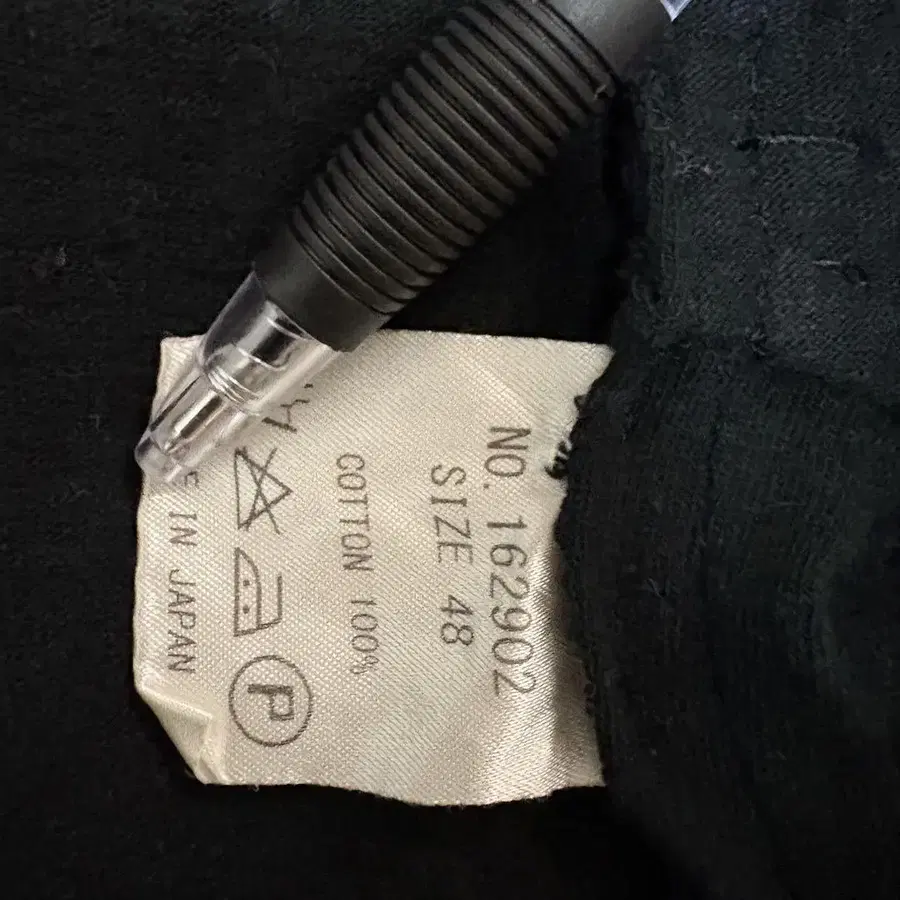 NO. 162902
SIZE 48
COTTON 100%
P
E IN JAPAN